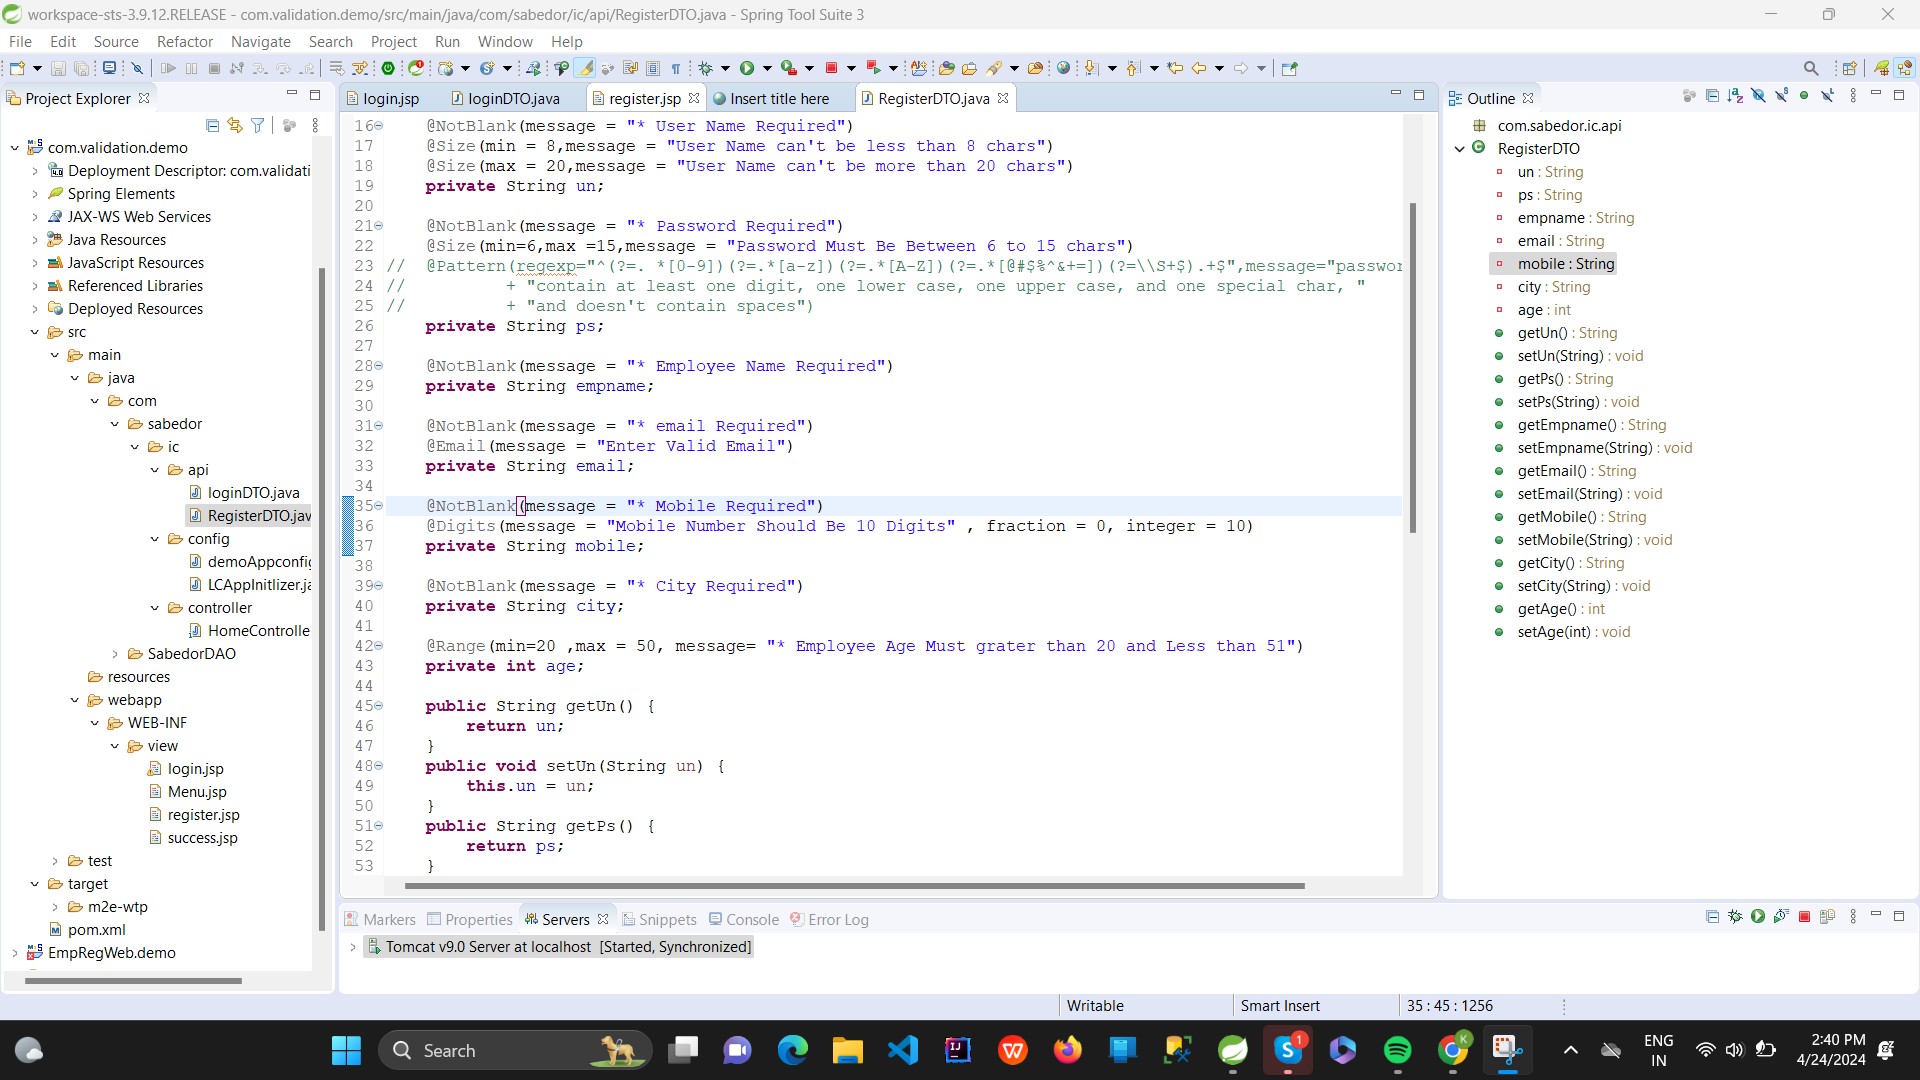 workspace-sts-3.9.12.RELEASE - com.validation.demo/src/main/java/com/sabedor/ic/api/RegisterDTO.java - Spring Tool Suite 3
File Edit Source Refactor Navigate Search Project Run Window Help
Project Explorer
com.validation.demo
Deployment Descriptor: com.validati
Spring Elements
JAX-WS Web Services
Java Resources
JavaScript Resources
Referenced Libraries
Deployed Resources
src
main
java
com
sabedor
ic
api
loginDTO.java
RegisterDTO.jav
config
demoAppconfig
LCAppInitlizer.ja
controller
HomeControlle
SabedorDAO
resources
webapp
WEB-INF
view
login.jsp
Menu.jsp
register.jsp
success.jsp
test
target
m2e-wtp
pom.xml
EmpRegWeb.demo
login.jsp loginDTO.java register.jsp Insert title here RegisterDTO.java
16 @NotBlank(message = "* User Name Required")
17 @Size(min = 8,message = "User Name can't be less than 8 chars")
18 @Size(max = 20,message = "User Name can't be more than 20 chars")
19 private String un;
20
21 @NotBlank(message = "* Password Required")
22 @Size(min=6,max =15,message = "Password Must Be Between 6 to 15 chars")
23 // @Pattern(regexp="^(?=. *[0-9])(?=.*[a-z])(?=.*[A-Z])(?=.*[@#$%^&+=])(?=\\S+$).+$",message="passwor
24 // + "contain at least one digit, one lower case, one upper case, and one special char, "
25 // + "and doesn't contain spaces")
26 private String ps;
27
28 @NotBlank(message = "* Employee Name Required")
29 private String empname;
30
31 @NotBlank(message = "* email Required")
32 @Email(message = "Enter Valid Email")
33 private String email;
34
35 @NotBlank(message = "* Mobile Required")
36 @Digits(message = "Mobile Number Should Be 10 Digits" , fraction = 0, integer = 10)
37 private String mobile;
38
39 @NotBlank(message = "* City Required")
40 private String city;
41
42 @Range(min=20 ,max = 50, message= "* Employee Age Must grater than 20 and Less than 51")
43 private int age;
44
45 public String getUn() {
46 return un;
47 }
48 public void setUn(String un) {
49 this.un = un;
50 }
51 public String getPs() {
52 return ps;
53 }
Outline
com.sabedor.ic.api
RegisterDTO
un : String
ps : String
empname : String
email : String
mobile : String
city : String
age : int
getUn() : String
setUn(String) : void
getPs() : String
setPs(String) : void
getEmpname() : String
setEmpname(String) : void
getEmail() : String
setEmail(String) : void
getMobile() : String
setMobile(String) : void
getCity() : String
setCity(String) : void
getAge() : int
setAge(int) : void
Markers Properties Servers Snippets Console Error Log
Tomcat v9.0 Server at localhost [Started, Synchronized]
Writable Smart Insert 35 : 45 : 1256
Search
ENG
IN
2:40 PM
4/24/2024